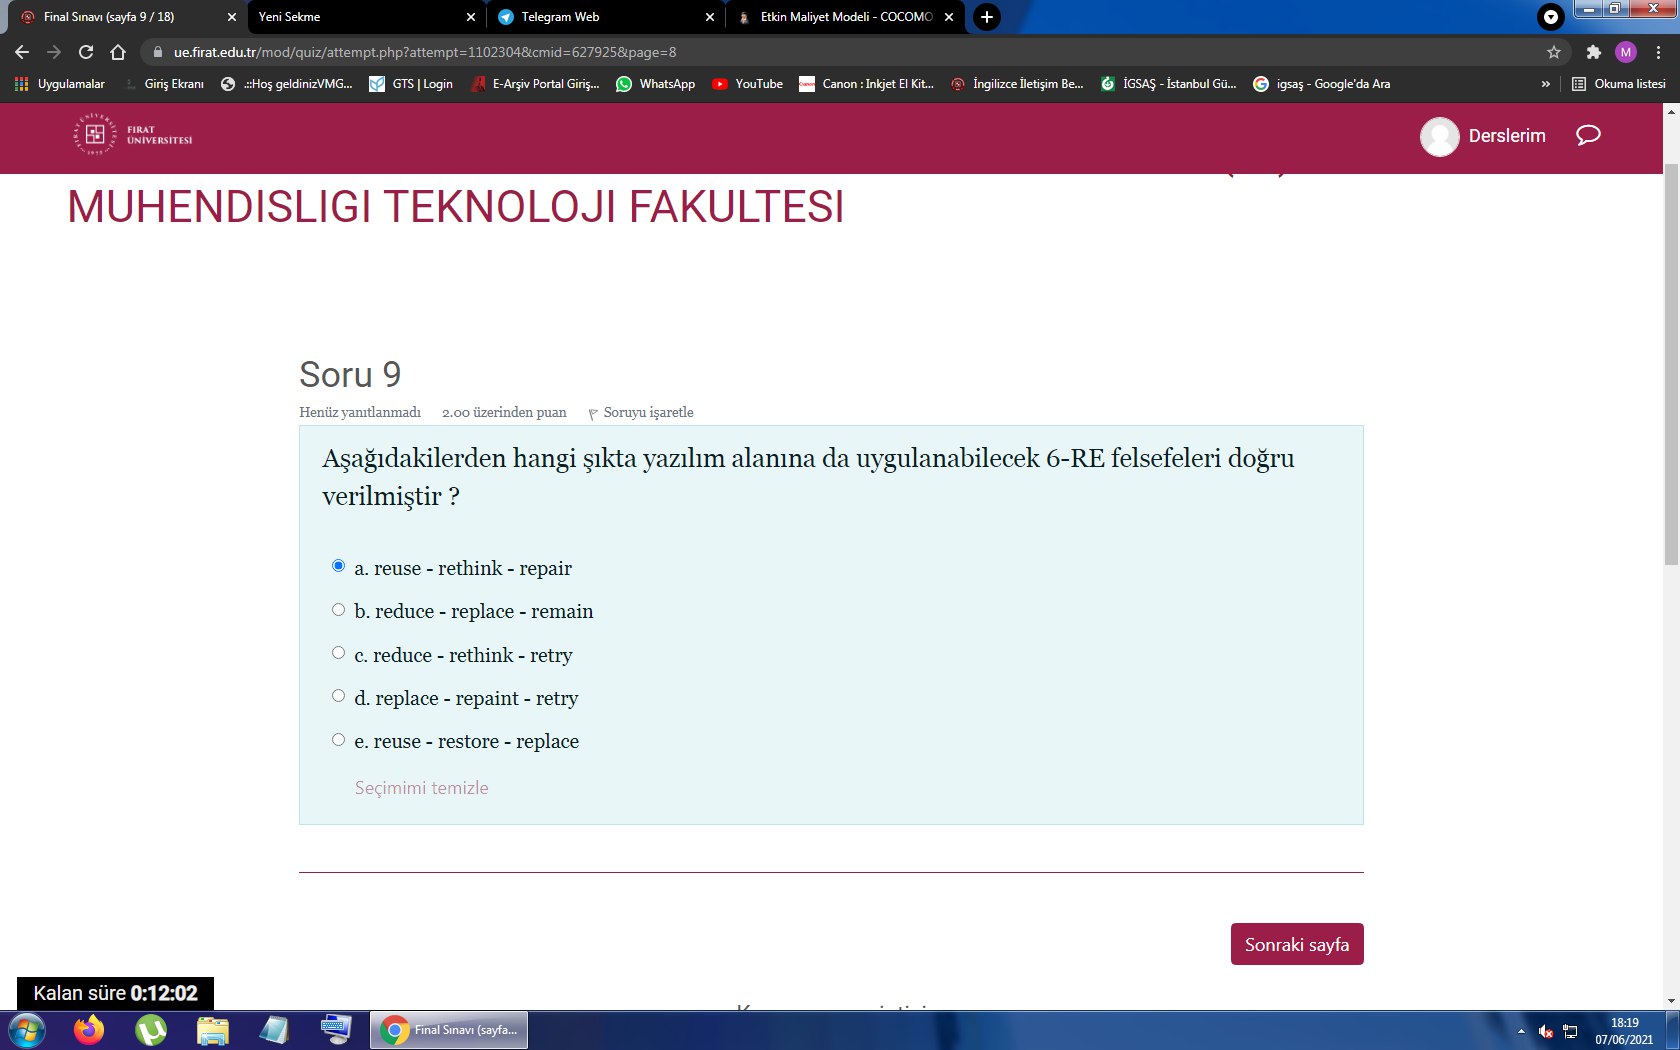 Final Sınavı (sayfa 9 / 18)
Yeni Sekme
Telegram Web
Etkin Maliyet Modeli - COCOMO
ue.firat.edu.tr/mod/quiz/attempt.php?attempt=1102304&cmid=627925&page=8
M
Uygulamalar
Giriş Ekranı
.::Hoş geldinizVMG...
GTS | Login
E-Arşiv Portal Giriş...
WhatsApp
YouTube
Canon : Inkjet El Kit...
İngilizce İletişim Be...
İGSAŞ - İstanbul Gü...
igsaş - Google'da Ara
»
Okuma listesi
FIRAT
ÜNİVERSİTESİ
Derslerim
MUHENDISLIGI TEKNOLOJI FAKULTESI
Soru 9
Henüz yanıtlanmadı
2.00 üzerinden puan
Soruyu işaretle
Aşağıdakilerden hangi şıkta yazılım alanına da uygulanabilecek 6-RE felsefeleri doğru
verilmiştir ?
a. reuse - rethink - repair
b. reduce - replace - remain
c. reduce - rethink - retry
d. replace - repaint - retry
e. reuse - restore - replace
Seçimimi temizle
Sonraki sayfa
Kalan süre 0:12:02
Final Sınavı (sayfa...
18:19
07/06/2021